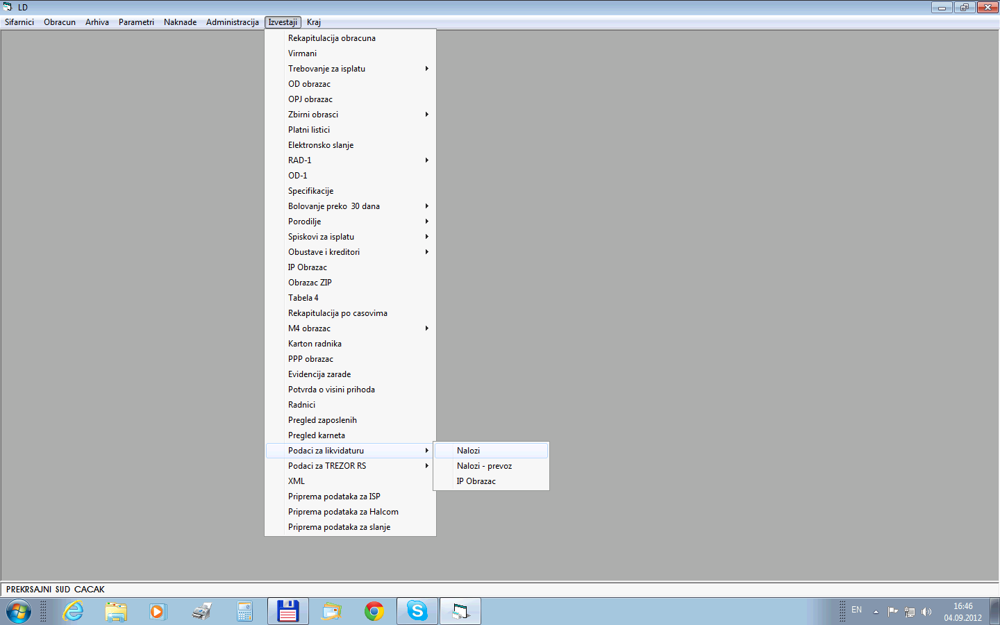 LD
Sifarnici Obracun Arhiva Parametri Naknade Administracija Izvestaji Kraj
Rekapitulacija obracuna
Virmani
Trebovanje za isplatu
OD obrazac
OPJ obrazac
Zbirni obrasci
Platni listici
Elektronsko slanje
RAD-1
OD-1
Specifikacije
Bolovanje preko 30 dana
Porodilje
Spiskovi za isplatu
Obustave i kreditori
IP Obrazac
Obrazac ZIP
Tabela 4
Rekapitulacija po casovima
M4 obrazac
Karton radnika
PPP obrazac
Evidencija zarade
Potvrda o visini prihoda
Radnici
Pregled zaposlenih
Pregled karneta
Podaci za likvidaturu
Podaci za TREZOR RS
XML
Priprema podataka za ISP
Priprema podataka za Halcom
Priprema podataka za slanje
Nalozi
Nalozi - prevoz
IP Obrazac
PREKRSAJNI SUD CACAK
EN
16:46
04.09.2012